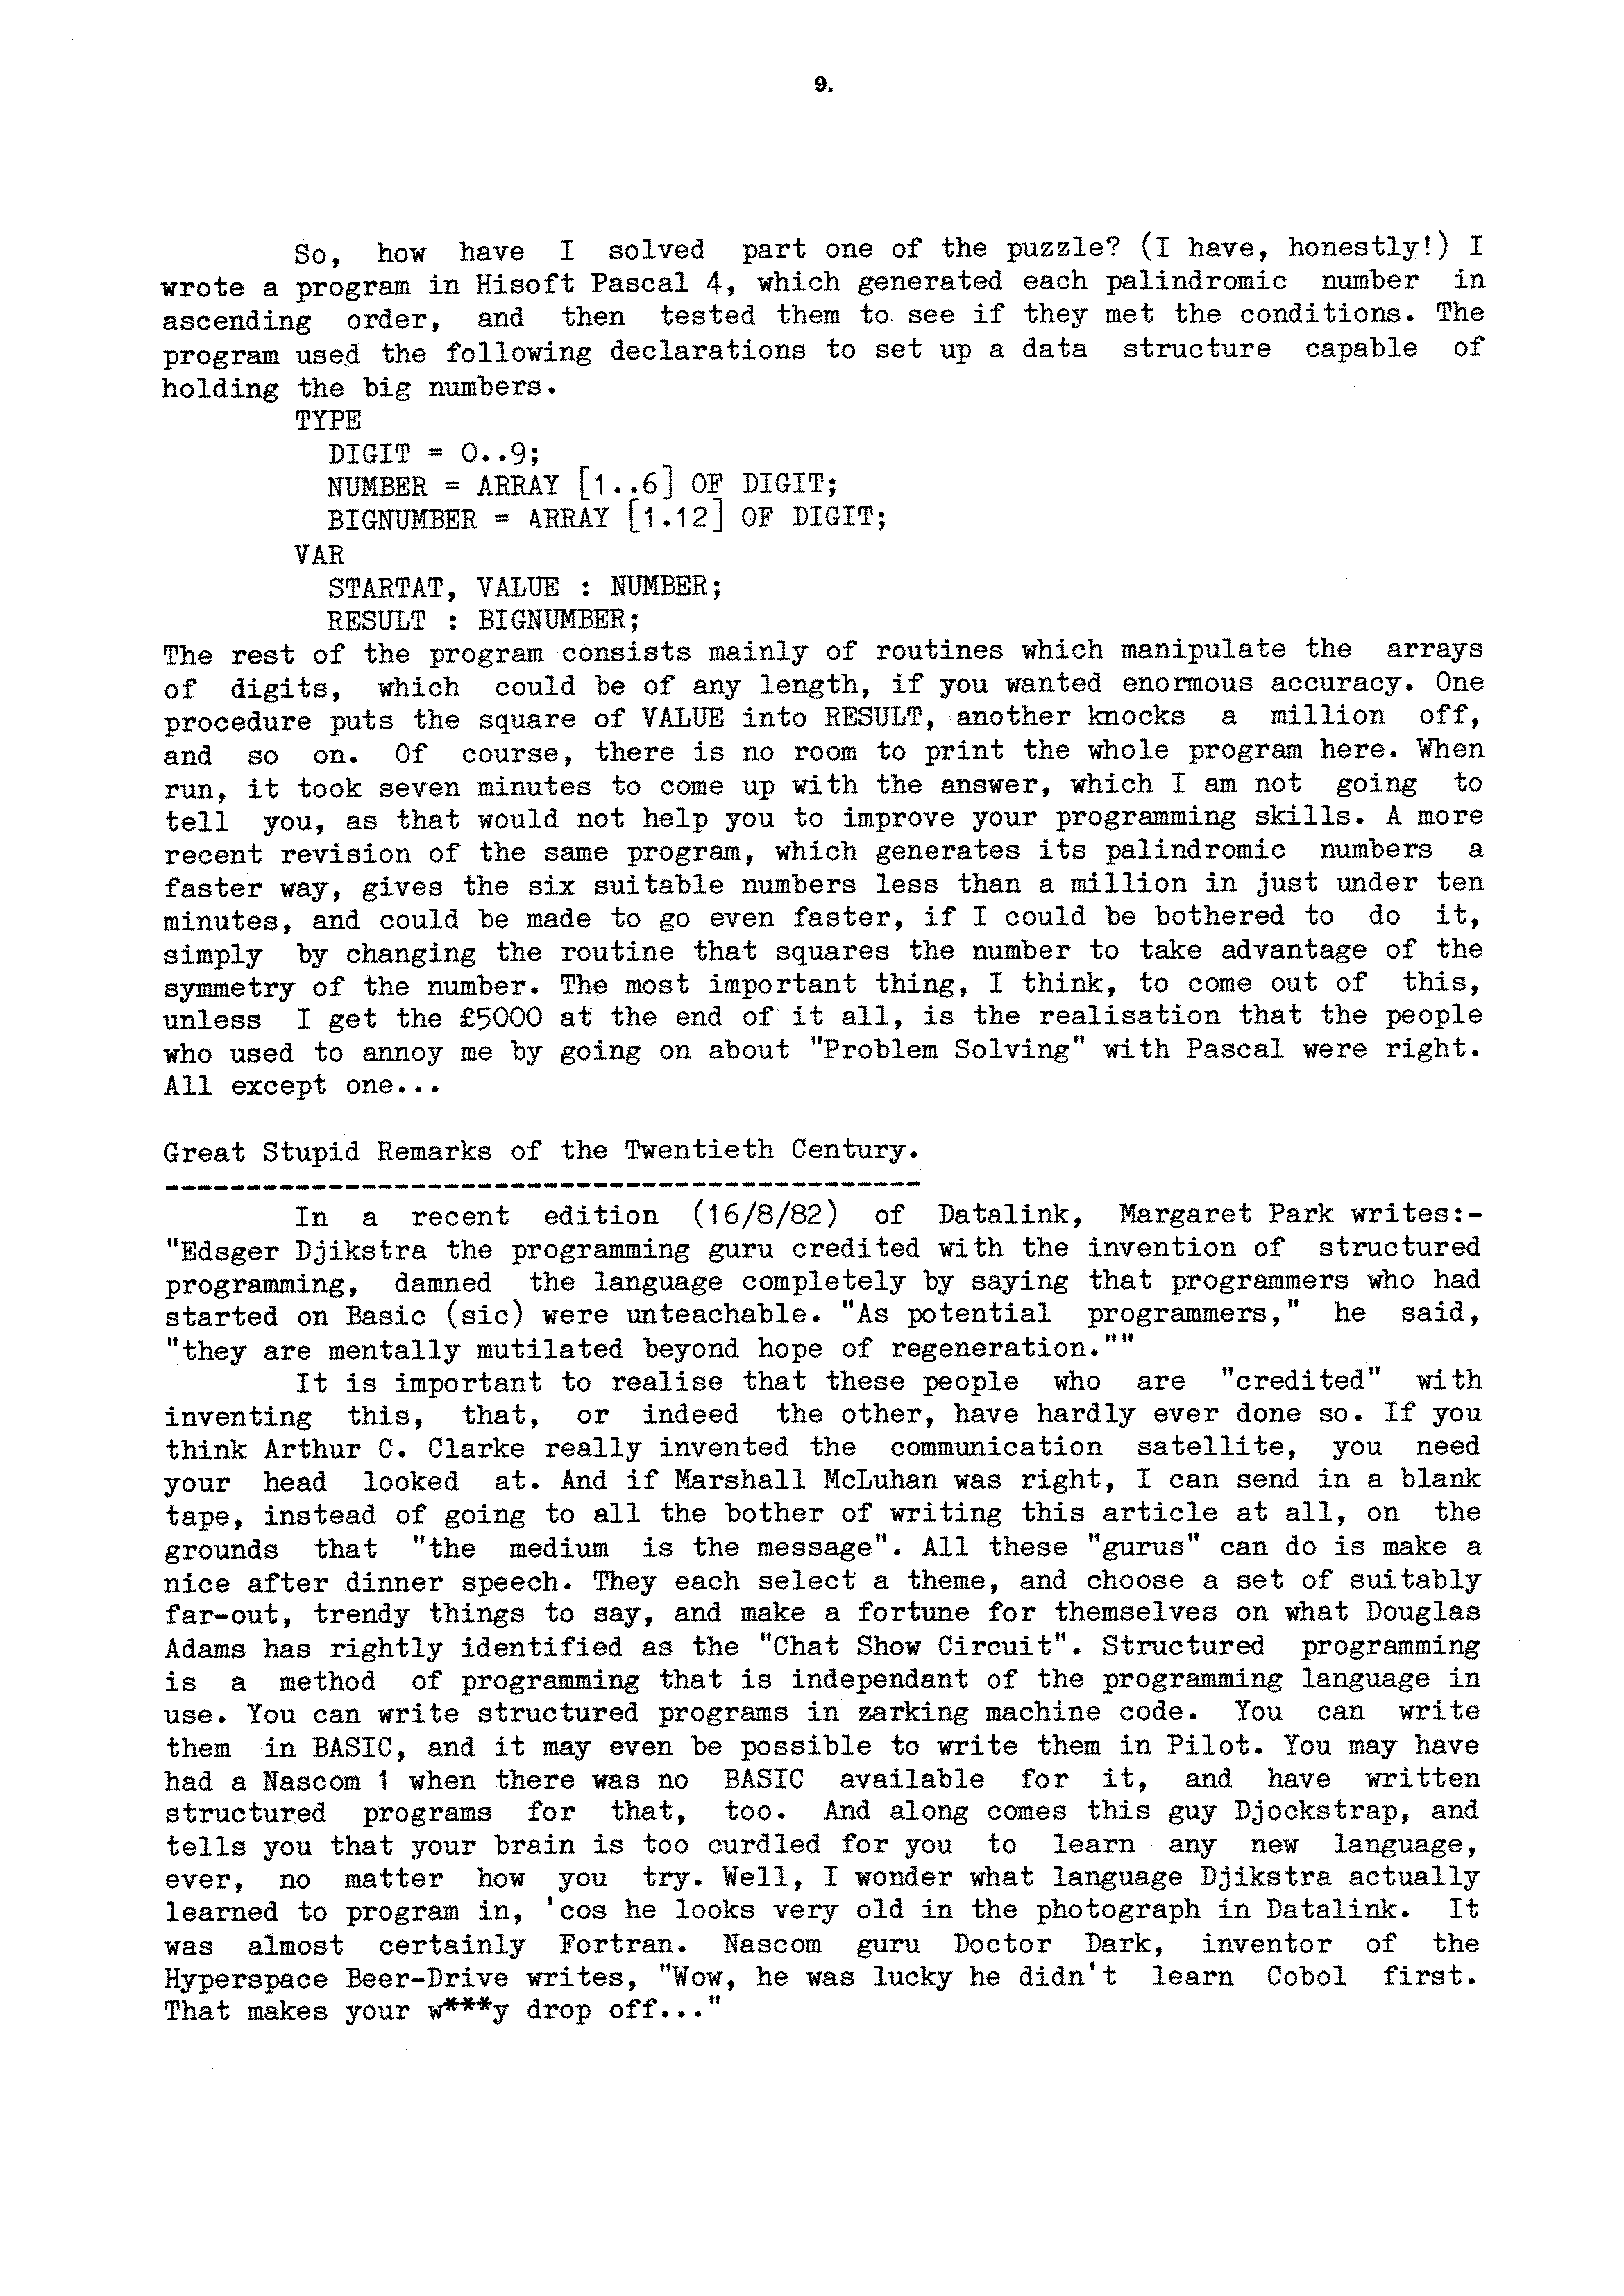 9.
So, how have I solved part one of the puzzle? (I have, honestly!) I
wrote a program in Hisoft Pascal 4, which generated each palindromic number in
ascending order, and then tested them to see if they met the conditions. The
program used the following declarations to set up a data structure capable of
holding the big numbers.
TYPE
DIGIT = 0..9;
NUMBER = ARRAY [1..6] OF DIGIT;
BIGNUMBER = ARRAY [1.12] OF DIGIT;
VAR
STARTAT, VALUE : NUMBER;
RESULT : BIGNUMBER;
The rest of the program consists mainly of routines which manipulate the arrays
of digits, which could be of any length, if you wanted enormous accuracy. One
procedure puts the square of VALUE into RESULT, another knocks a million off,
and so on. Of course, there is no room to print the whole program here. When
run, it took seven minutes to come up with the answer, which I am not going to
tell you, as that would not help you to improve your programming skills. A more
recent revision of the same program, which generates its palindromic numbers a
faster way, gives the six suitable numbers less than a million in just under ten
minutes, and could be made to go even faster, if I could be bothered to do it,
simply by changing the routine that squares the number to take advantage of the
symmetry of the number. The most important thing, I think, to come out of this,
unless I get the £5000 at the end of it all, is the realisation that the people
who used to annoy me by going on about "Problem Solving" with Pascal were right.
All except one...
Great Stupid Remarks of the Twentieth Century.
----------------------------------------------
In a recent edition (16/8/82) of Datalink, Margaret Park writes:-
"Edsger Djikstra the programming guru credited with the invention of structured
programming, damned the language completely by saying that programmers who had
started on Basic (sic) were unteachable. "As potential programmers," he said,
"they are mentally mutilated beyond hope of regeneration.""
It is important to realise that these people who are "credited" with
inventing this, that, or indeed the other, have hardly ever done so. If you
think Arthur C. Clarke really invented the communication satellite, you need
your head looked at. And if Marshall McLuhan was right, I can send in a blank
tape, instead of going to all the bother of writing this article at all, on the
grounds that "the medium is the message". All these "gurus" can do is make a
nice after dinner speech. They each select a theme, and choose a set of suitably
far-out, trendy things to say, and make a fortune for themselves on what Douglas
Adams has rightly identified as the "Chat Show Circuit". Structured programming
is a method of programming that is independant of the programming language in
use. You can write structured programs in zarking machine code. You can write
them in BASIC, and it may even be possible to write them in Pilot. You may have
had a Nascom 1 when there was no BASIC available for it, and have written
structured programs for that, too. And along comes this guy Djockstrap, and
tells you that your brain is too curdled for you to learn any new language,
ever, no matter how you try. Well, I wonder what language Djikstra actually
learned to program in, 'cos he looks very old in the photograph in Datalink. It
was almost certainly Fortran. Nascom guru Doctor Dark, inventor of the
Hyperspace Beer-Drive writes, "Wow, he was lucky he didn't learn Cobol first.
That makes your w***y drop off..."